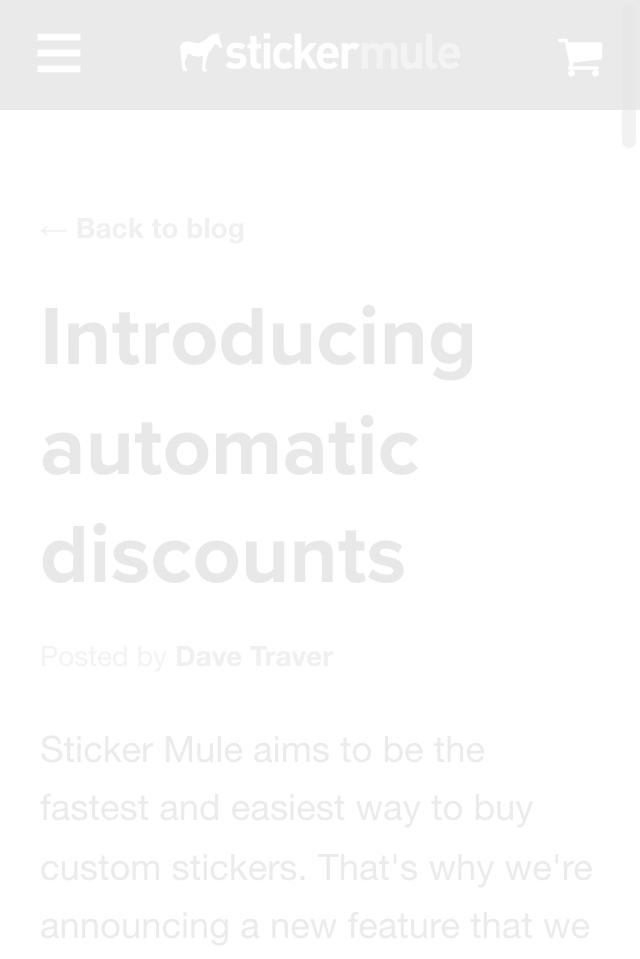 stickermule
← Back to blog
Introducing
automatic
discounts
Posted by Dave Traver
Sticker Mule aims to be the
fastest and easiest way to buy
custom stickers. That's why we're
announcing a new feature that we